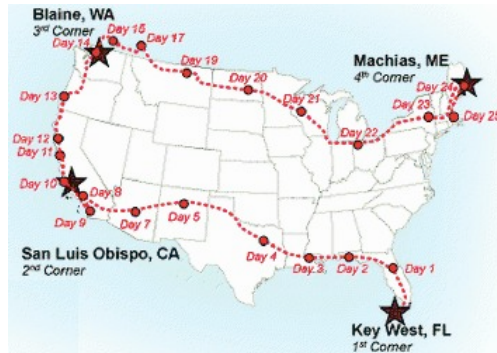 Blaine, WA
3rd Corner
Day 15
Day 17
Day 14
Day 19
Day 20
Machias, ME
4th Corner
Day 24
Day 13
Day 21
Day 23
Day 25
Day 12
Day 11
Day 22
Day 10
Day 8
Day 9
Day 7
Day 5
San Luis Obispo, CA
2nd Corner
Day 4
Day 3
Day 2
Day 1
Key West, FL
1st Corner